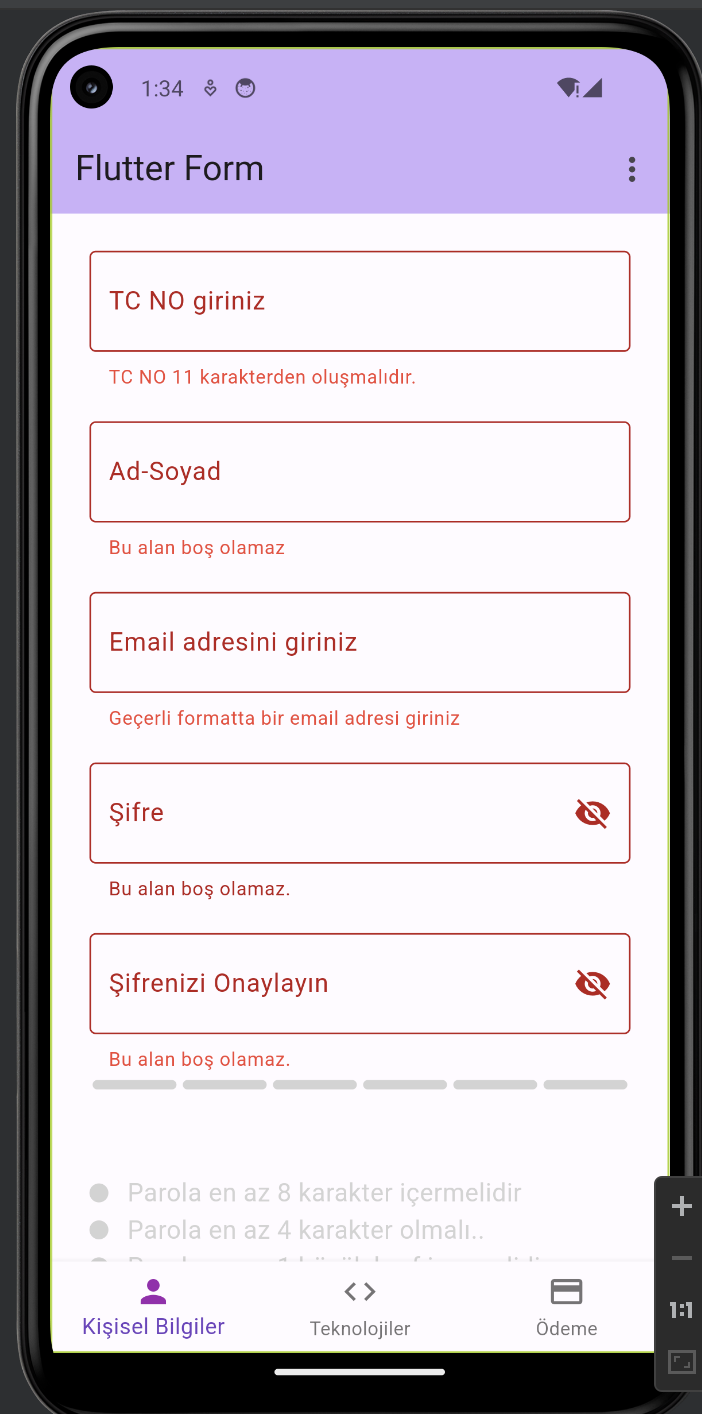 1:34
Flutter Form
TC NO giriniz
TC NO 11 karakterden oluşmalıdır.
Ad-Soyad
Bu alan boş olamaz
Email adresini giriniz
Geçerli formatta bir email adresi giriniz
Şifre
Bu alan boş olamaz.
Şifrenizi Onaylayın
Bu alan boş olamaz.
Parola en az 8 karakter içermelidir
Parola en az 4 karakter olmalı..
Kişisel Bilgiler
Teknolojiler
Ödeme
1:1